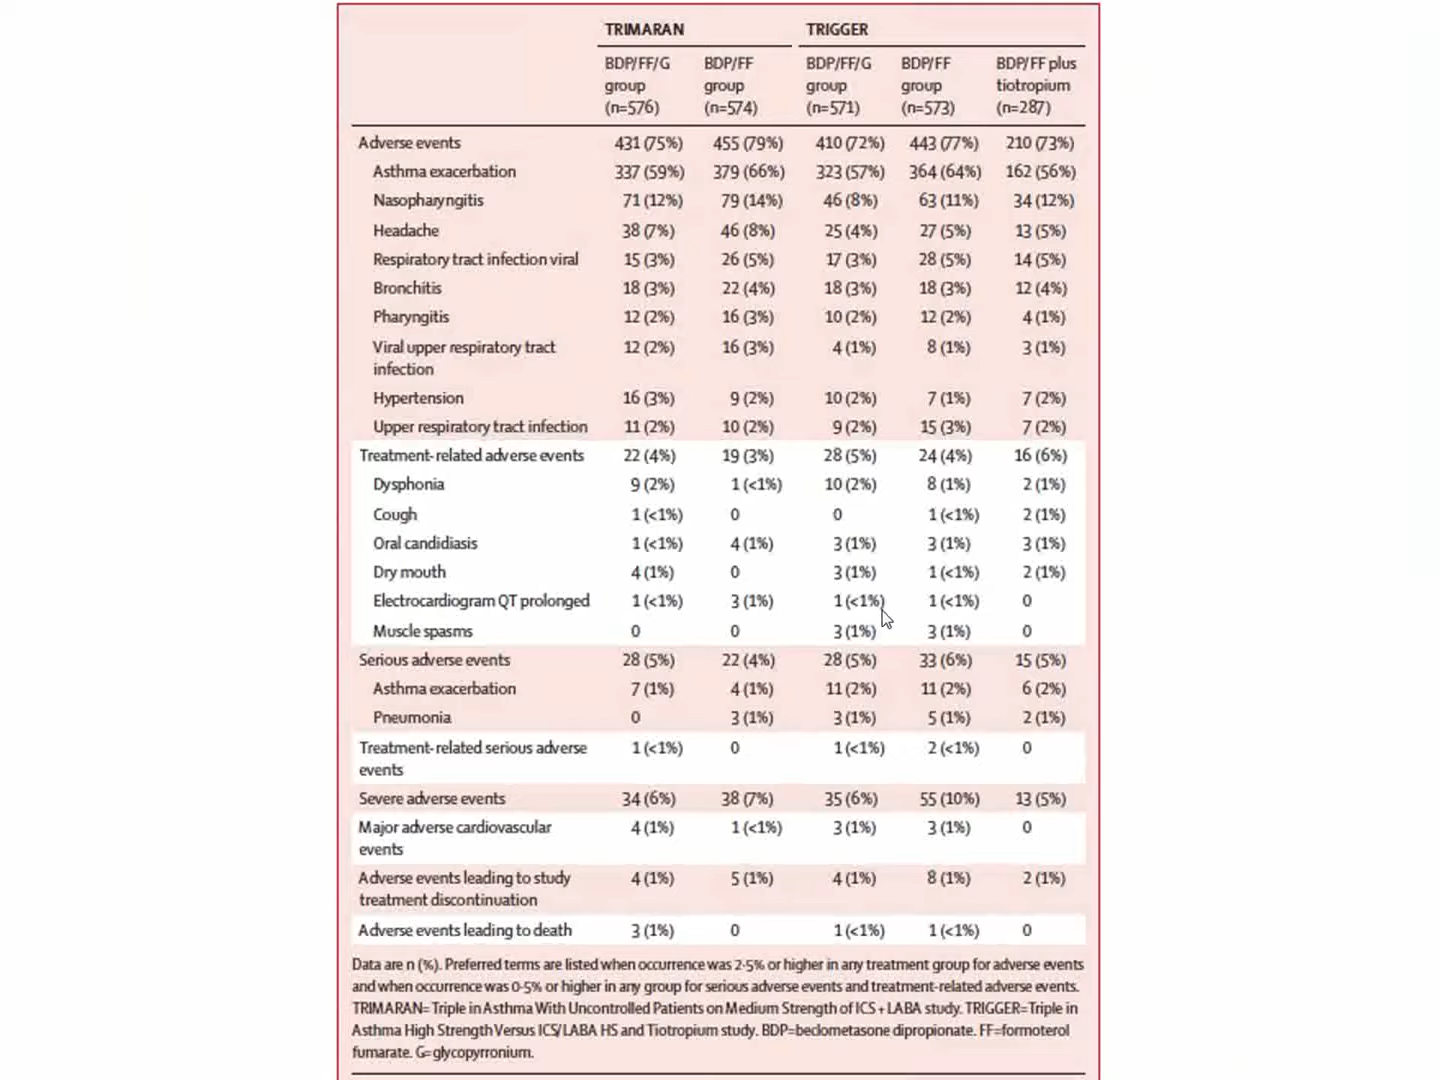 TRIMARAN TRIGGER
BDP/FF/G group (n=576) BDP/FF group (n=574) BDP/FF/G group (n=571) BDP/FF group (n=573) BDP/FF plus tiotropium (n=287)
Adverse events 431 (75%) 455 (79%) 410 (72%) 443 (77%) 210 (73%)
Asthma exacerbation 337 (59%) 379 (66%) 323 (57%) 364 (64%) 162 (56%)
Nasopharyngitis 71 (12%) 79 (14%) 46 (8%) 63 (11%) 34 (12%)
Headache 38 (7%) 46 (8%) 25 (4%) 27 (5%) 13 (5%)
Respiratory tract infection viral 15 (3%) 26 (5%) 17 (3%) 28 (5%) 14 (5%)
Bronchitis 18 (3%) 22 (4%) 18 (3%) 18 (3%) 12 (4%)
Pharyngitis 12 (2%) 16 (3%) 10 (2%) 12 (2%) 4 (1%)
Viral upper respiratory tract 12 (2%) 16 (3%) 4 (1%) 8 (1%) 3 (1%)
infection
Hypertension 16 (3%) 9 (2%) 10 (2%) 7 (1%) 7 (2%)
Upper respiratory tract infection 11 (2%) 10 (2%) 9 (2%) 15 (3%) 7 (2%)
Treatment-related adverse events 22 (4%) 19 (3%) 28 (5%) 24 (4%) 16 (6%)
Dysphonia 9 (2%) 1 (<1%) 10 (2%) 8 (1%) 2 (1%)
Cough 1 (<1%) 0 0 1 (<1%) 2 (1%)
Oral candidiasis 1 (<1%) 4 (1%) 3 (1%) 3 (1%) 3 (1%)
Dry mouth 4 (1%) 0 3 (1%) 1 (<1%) 2 (1%)
Electrocardiogram QT prolonged 1 (<1%) 3 (1%) 1 (<1%) 1 (<1%) 0
Muscle spasms 0 0 3 (1%) 3 (1%) 0
Serious adverse events 28 (5%) 22 (4%) 28 (5%) 33 (6%) 15 (5%)
Asthma exacerbation 7 (1%) 4 (1%) 11 (2%) 11 (2%) 6 (2%)
Pneumonia 0 3 (1%) 3 (1%) 5 (1%) 2 (1%)
Treatment-related serious adverse 1 (<1%) 0 1 (<1%) 2 (<1%) 0
events
Severe adverse events 34 (6%) 38 (7%) 35 (6%) 55 (10%) 13 (5%)
Major adverse cardiovascular 4 (1%) 1 (<1%) 3 (1%) 3 (1%) 0
events
Adverse events leading to study 4 (1%) 5 (1%) 4 (1%) 8 (1%) 2 (1%)
treatment discontinuation
Adverse events leading to death 3 (1%) 0 1 (<1%) 1 (<1%) 0
Data are n (%). Preferred terms are listed when occurrence was 2·5% or higher in any treatment group for adverse events
and when occurrence was 0·5% or higher in any group for serious adverse events and treatment-related adverse events.
TRIMARAN=Triple in Asthma With Uncontrolled Patients on Medium Strength of ICS + LABA study. TRIGGER=Triple in
Asthma High Strength Versus ICS/LABA HS and Tiotropium study. BDP=beclometasone dipropionate. FF=formoterol
fumarate. G=glycopyrronium.